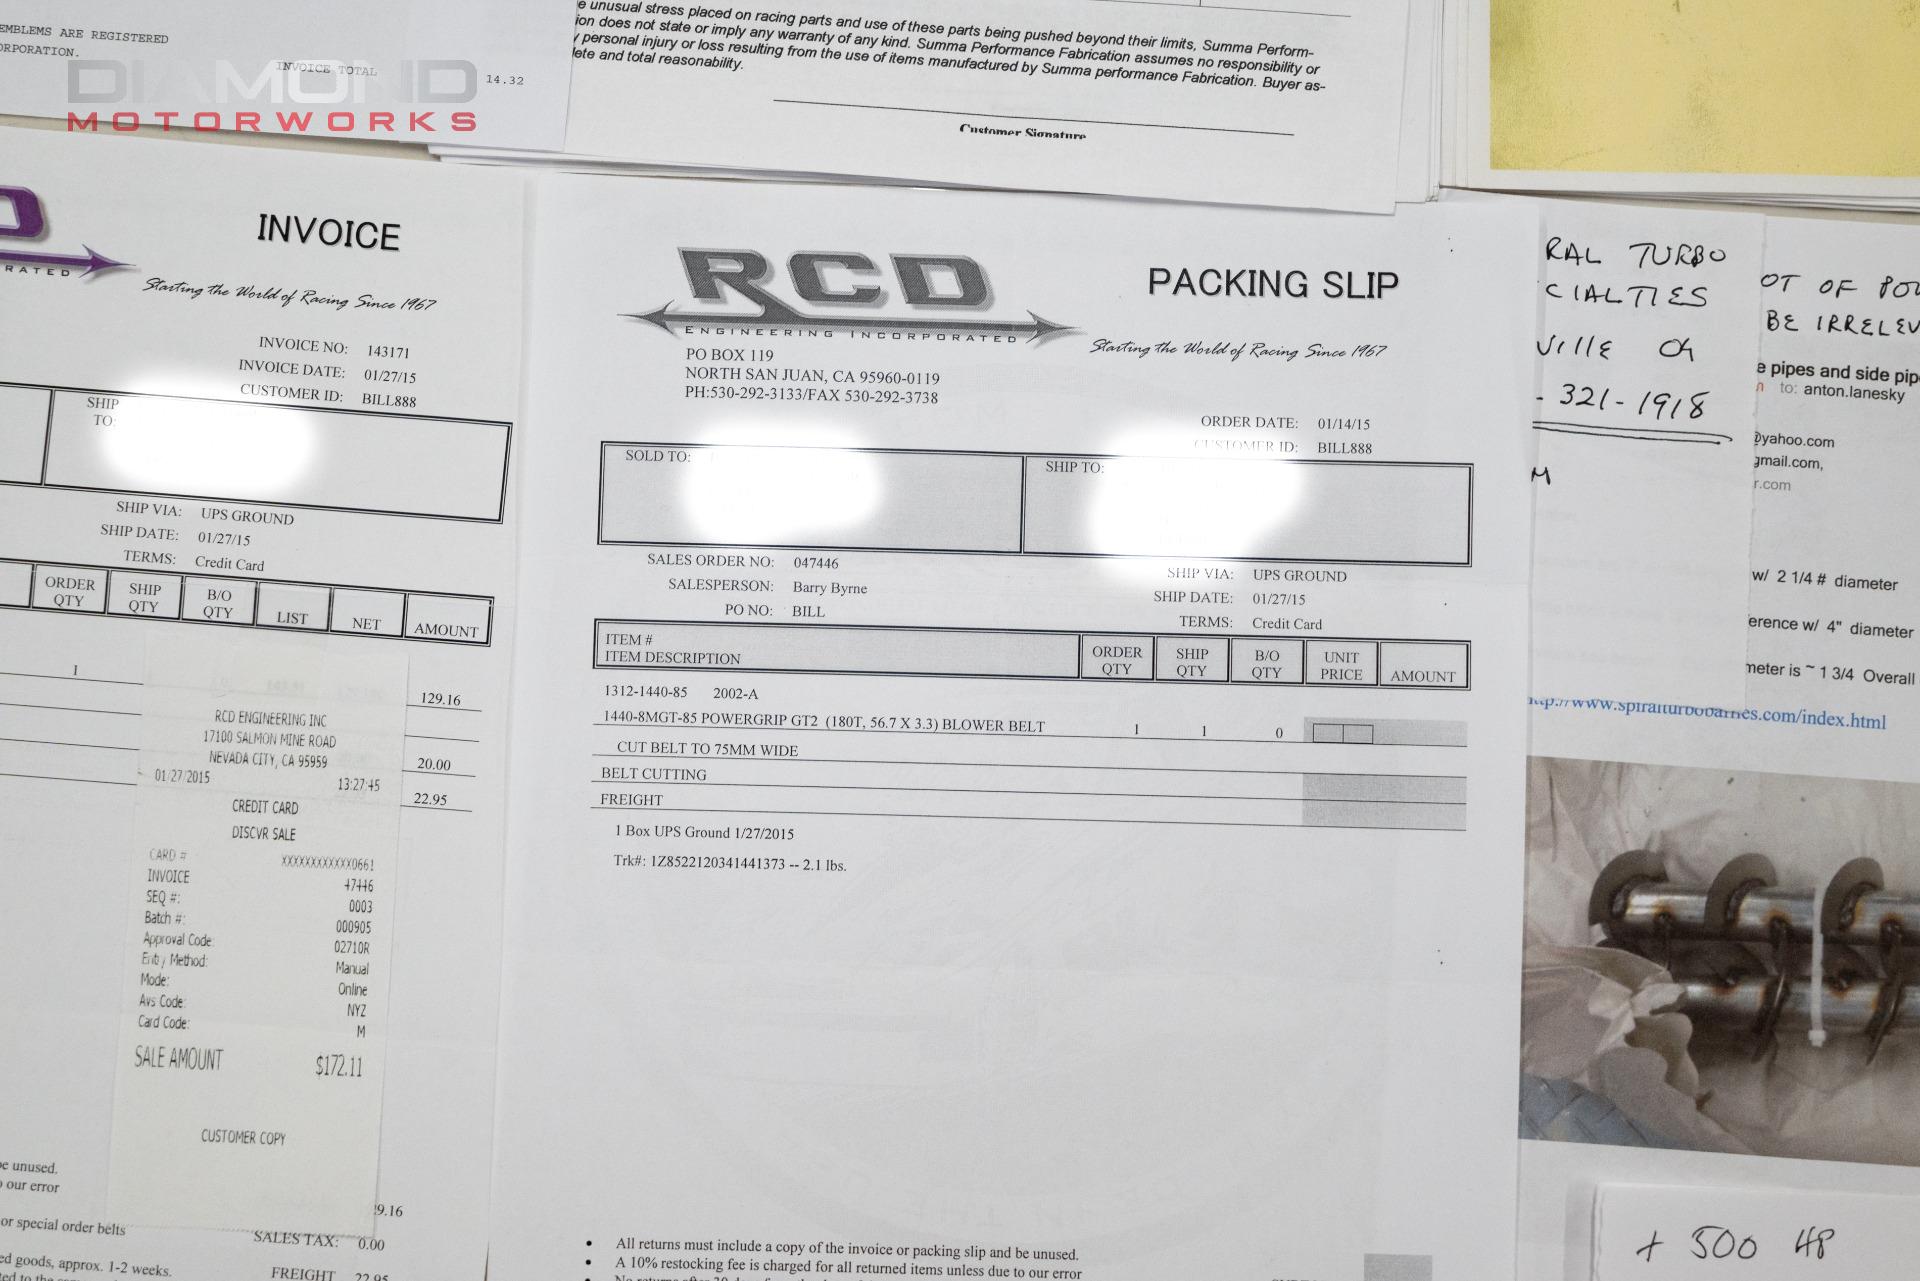 EMBLEMS ARE REGISTERED
ORPORATION.
INVOICE TOTAL
14.32
DIAMOND
MOTORWORKS
e unusual stress placed on racing parts and use of these parts being pushed beyond their limits, Summa Perform-
ion does not state or imply any warranty of any kind. Summa Performance Fabrication assumes no responsibility or
personal injury or loss resulting from the use of items manufactured by Summa performance Fabrication. Buyer as-
lete and total reasonability.
Customer Signature
D
RATED
INVOICE
Starting the World of Racing Since 1967
INVOICE NO: 143171
INVOICE DATE: 01/27/15
CUSTOMER ID: BILL888
SHIP
TO:
SHIP VIA: UPS GROUND
SHIP DATE: 01/27/15
TERMS: Credit Card
ORDER QTY SHIP QTY B/O QTY LIST NET AMOUNT
1
129.16
20.00
22.95
RCD ENGINEERING INC
17100 SALMON MINE ROAD
NEVADA CITY, CA 95959
01/27/2015 13:27:45
CREDIT CARD
DISCVR SALE
CARD # XXXXXXXXXXXX0661
INVOICE 47446
SEQ #: 0003
Batch #: 000905
Approval Code: 02710R
Entry Method: Manual
Mode: Online
Avs Code: NYZ
Card Code: M
SALE AMOUNT $172.11
CUSTOMER COPY
be unused.
o our error
or special order belts
ed goods, approx. 1-2 weeks.
9.16
SALES TAX: 0.00
FREIGHT 22.95
RCD
ENGINEERING INCORPORATED
PACKING SLIP
Starting the World of Racing Since 1967
PO BOX 119
NORTH SAN JUAN, CA 95960-0119
PH:530-292-3133/FAX 530-292-3738
ORDER DATE: 01/14/15
CUSTOMER ID: BILL888
SOLD TO:
SHIP TO:
SALES ORDER NO: 047446
SALESPERSON: Barry Byrne
PO NO: BILL
SHIP VIA: UPS GROUND
SHIP DATE: 01/27/15
TERMS: Credit Card
ITEM #
ITEM DESCRIPTION
ORDER QTY SHIP QTY B/O QTY UNIT PRICE AMOUNT
1312-1440-85 2002-A
1440-8MGT-85 POWERGRIP GT2 (180T, 56.7 X 3.3) BLOWER BELT 1 1 0
CUT BELT TO 75MM WIDE
BELT CUTTING
FREIGHT
1 Box UPS Ground 1/27/2015
Trk#: 1Z8522120341441373 -- 2.1 lbs.
• All returns must include a copy of the invoice or packing slip and be unused.
• A 10% restocking fee is charged for all returned items unless due to our error
RAL TURBO
CIALTIES
VILLE OH
- 321-1918
M
OT OF POU
BE IRRELEV
e pipes and side pip
to: anton.lanesky
@yahoo.com
gmail.com,
r.com
w/ 2 1/4 # diameter
erence w/ 4" diameter
meter is ~ 1 3/4 Overall
http://www.spiralturbobaffles.com/index.html
+ 500 HP